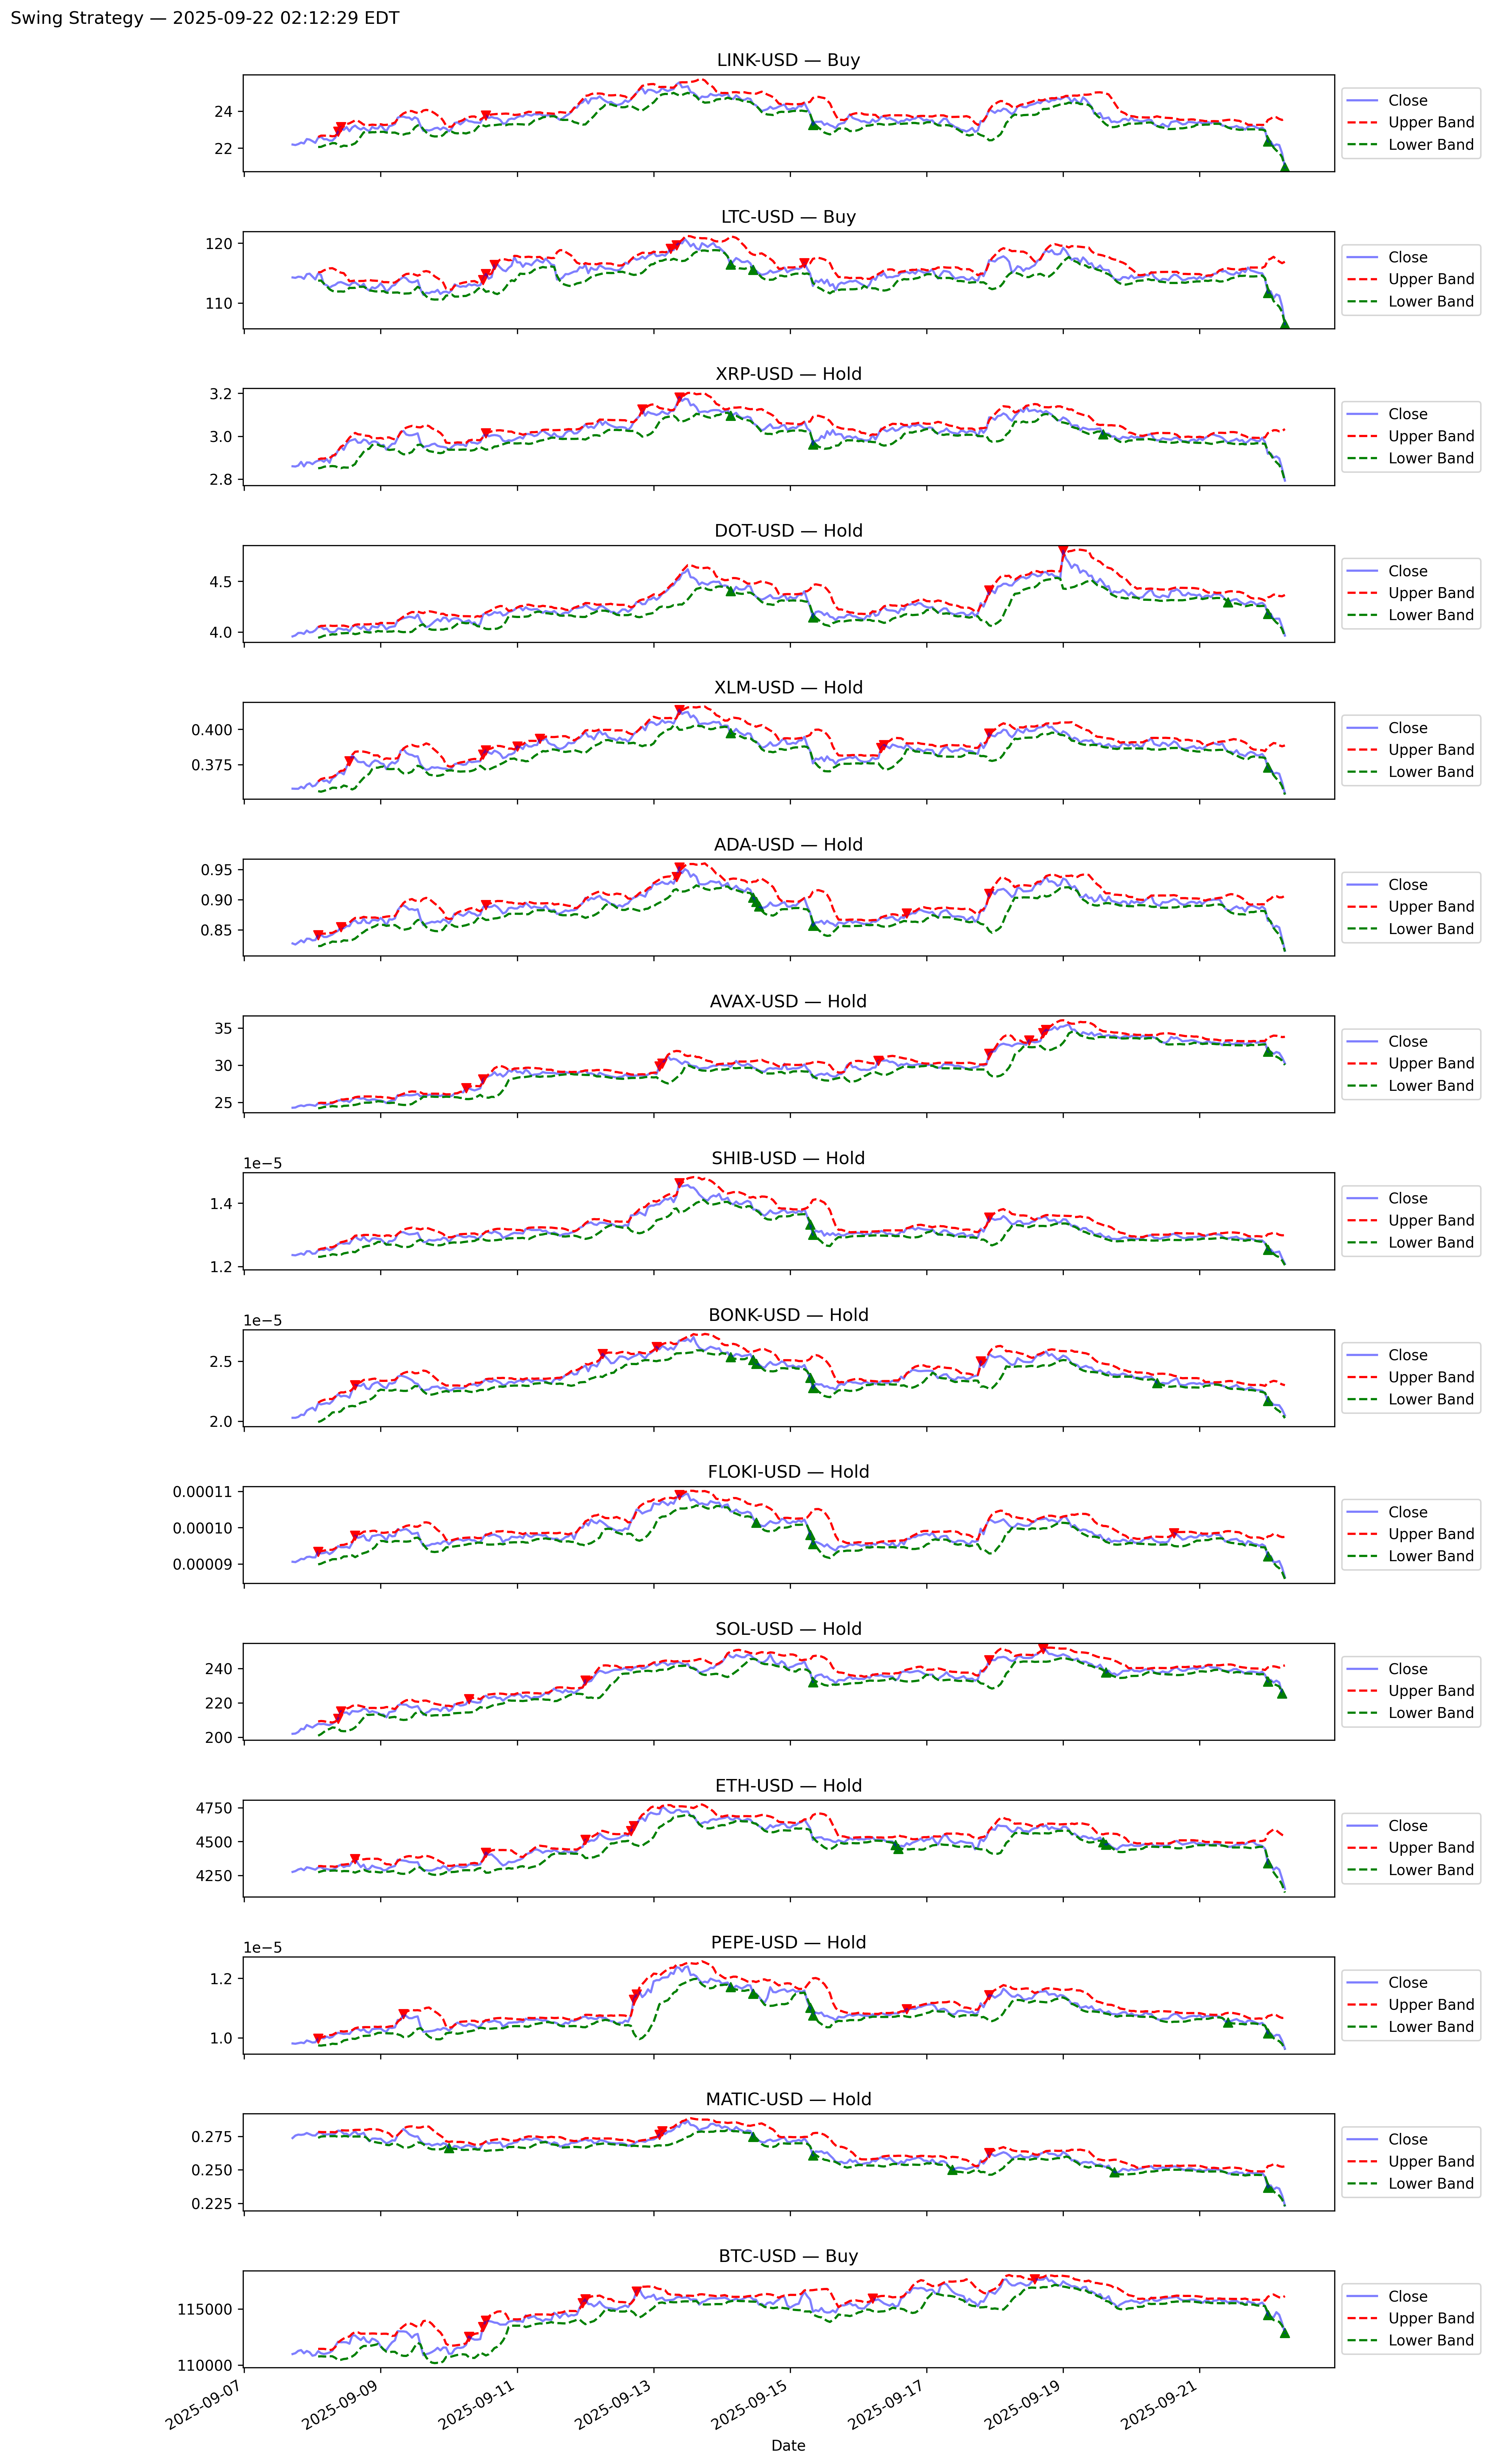 Swing Strategy — 2025-09-22 02:12:29 EDT
LINK-USD — Buy
24
22
Close
Upper Band
Lower Band
LTC-USD — Buy
120
110
Close
Upper Band
Lower Band
XRP-USD — Hold
3.2
3.0
2.8
Close
Upper Band
Lower Band
DOT-USD — Hold
4.5
4.0
Close
Upper Band
Lower Band
XLM-USD — Hold
0.400
0.375
Close
Upper Band
Lower Band
ADA-USD — Hold
0.95
0.90
0.85
Close
Upper Band
Lower Band
AVAX-USD — Hold
35
30
25
Close
Upper Band
Lower Band
SHIB-USD — Hold
1e−5
1.4
1.2
Close
Upper Band
Lower Band
BONK-USD — Hold
1e−5
2.5
2.0
Close
Upper Band
Lower Band
FLOKI-USD — Hold
0.00011
0.00010
0.00009
Close
Upper Band
Lower Band
SOL-USD — Hold
240
220
200
Close
Upper Band
Lower Band
ETH-USD — Hold
4750
4500
4250
Close
Upper Band
Lower Band
PEPE-USD — Hold
1e−5
1.2
1.0
Close
Upper Band
Lower Band
MATIC-USD — Hold
0.275
0.250
0.225
Close
Upper Band
Lower Band
BTC-USD — Buy
115000
110000
Close
Upper Band
Lower Band
2025-09-07
2025-09-09
2025-09-11
2025-09-13
2025-09-15
2025-09-17
2025-09-19
2025-09-21
Date